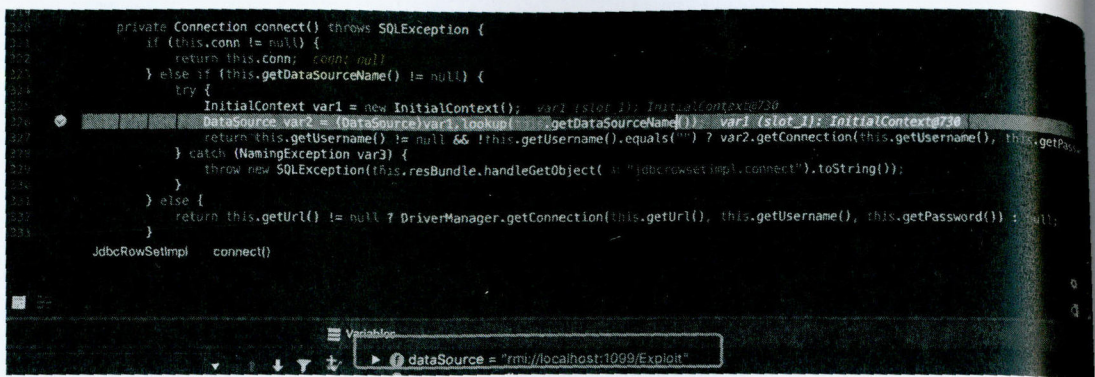 private Connection connect() throws SQLException {
if (this.conn != null) {
return this.conn; conn: null
} else if (this.getDataSourceName() != null) {
try {
InitialContext var1 = new InitialContext(); var1 (slot_1): InitialContext@730
DataSource var2 = (DataSource)var1.lookup(this.getDataSourceName()); var1 (slot_1): InitialContext@730
return this.getUsername() != null && !this.getUsername().equals("") ? var2.getConnection(this.getUsername(), this.getPass
} catch (NamingException var3) {
throw new SQLException(this.resBundle.handleGetObject( "jdbcrowsetimpl.connect").toString());
}
} else {
return this.getUrl() != null ? DriverManager.getConnection(this.getUrl(), this.getUsername(), this.getPassword()) : null;
}
JdbcRowSetImpl connect()
Variables
dataSource = "rmi://localhost:1099/Exploit"